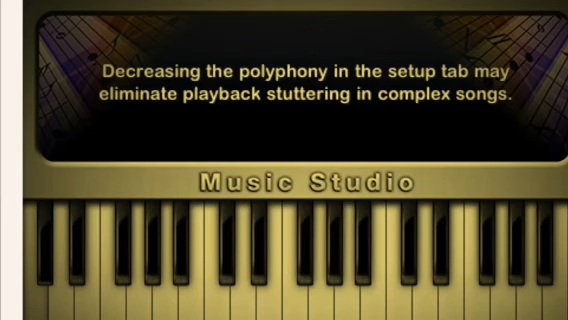 Decreasing the polyphony in the setup tab may
eliminate playback stuttering in complex songs.
Music Studio